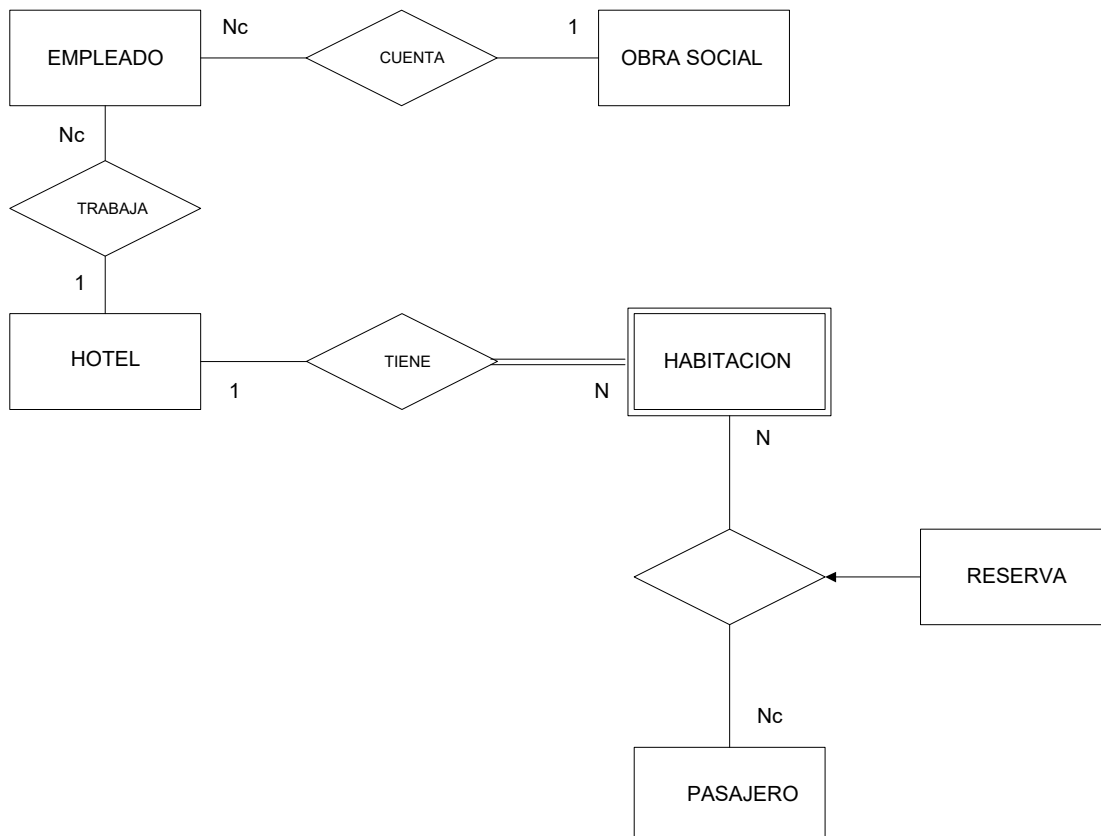 EMPLEADO
Nc
CUENTA
1
OBRA SOCIAL
Nc
TRABAJA
1
HOTEL
1
TIENE
N
HABITACION
N
RESERVA
Nc
PASAJERO